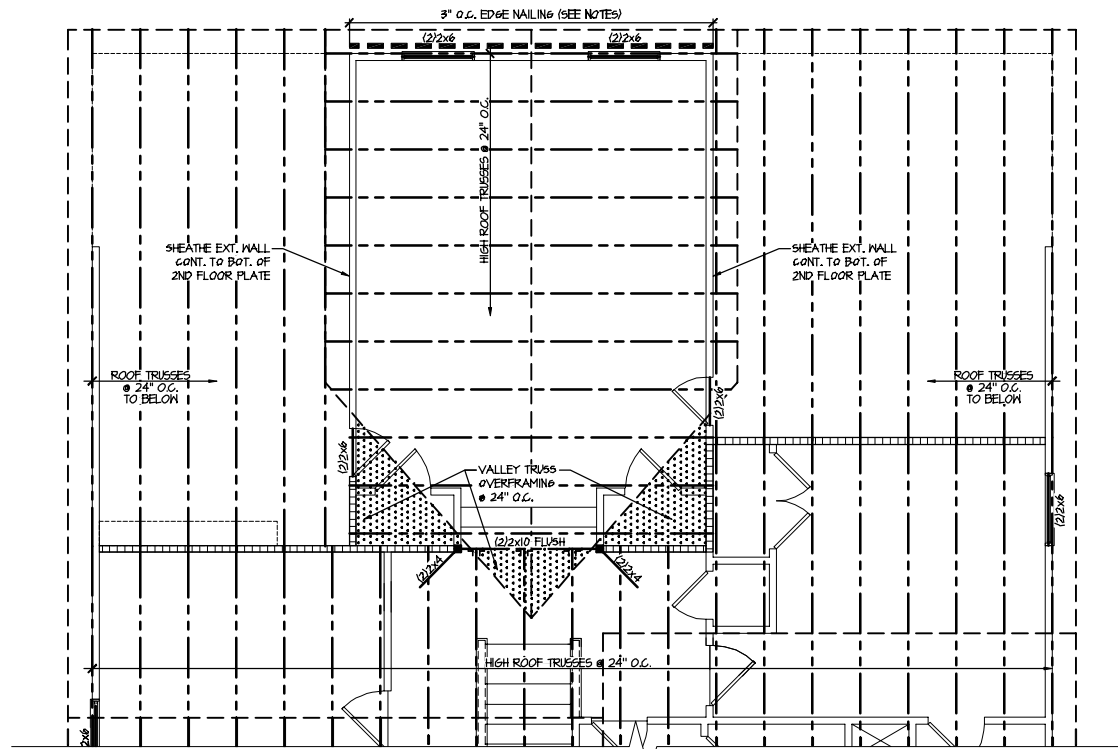 3" O.C. EDGE NAILING (SEE NOTES)
(2)2x6
(2)2x6
HIGH ROOF TRUSSES @ 24" O.C.
SHEATHE EXT. WALL
CONT. TO BOT. OF
2ND FLOOR PLATE
SHEATHE EXT. WALL
CONT. TO BOT. OF
2ND FLOOR PLATE
ROOF TRUSSES
@ 24" O.C.
TO BELOW
ROOF TRUSSES
@ 24" O.C.
TO BELOW
(2)2x6
(2)2x6
VALLEY TRUSS
OVERFRAMING
@ 24" O.C.
(2)2x6
(2)2x10 FLUSH
(2)2x4
(2)2x4
HIGH ROOF TRUSSES @ 24" O.C.
2x6